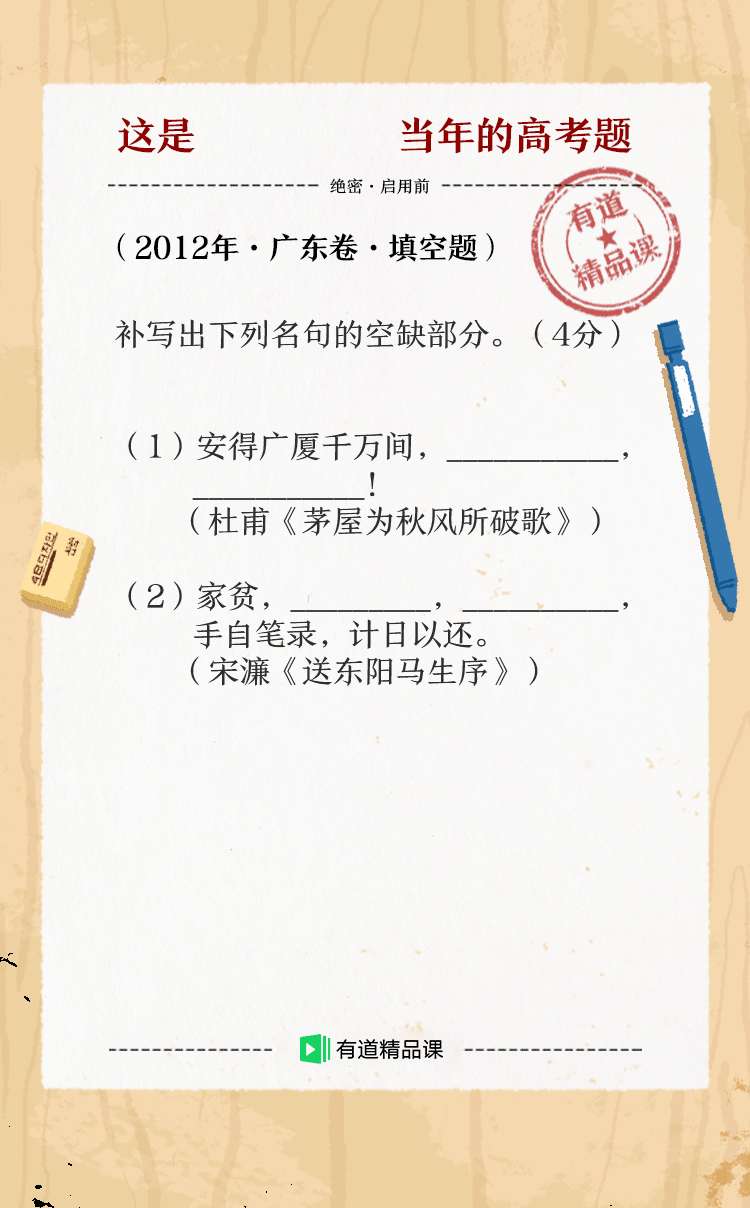 这是 当年的高考题
绝密·启用前
有道
精品课
（2012年·广东卷·填空题）
补写出下列名句的空缺部分。（4分）
（1）安得广厦千万间，___________，
___________！
（杜甫《茅屋为秋风所破歌》）
（2）家贫，_________，__________，
手自笔录，计日以还。
（宋濂《送东阳马生序》）
有道精品课